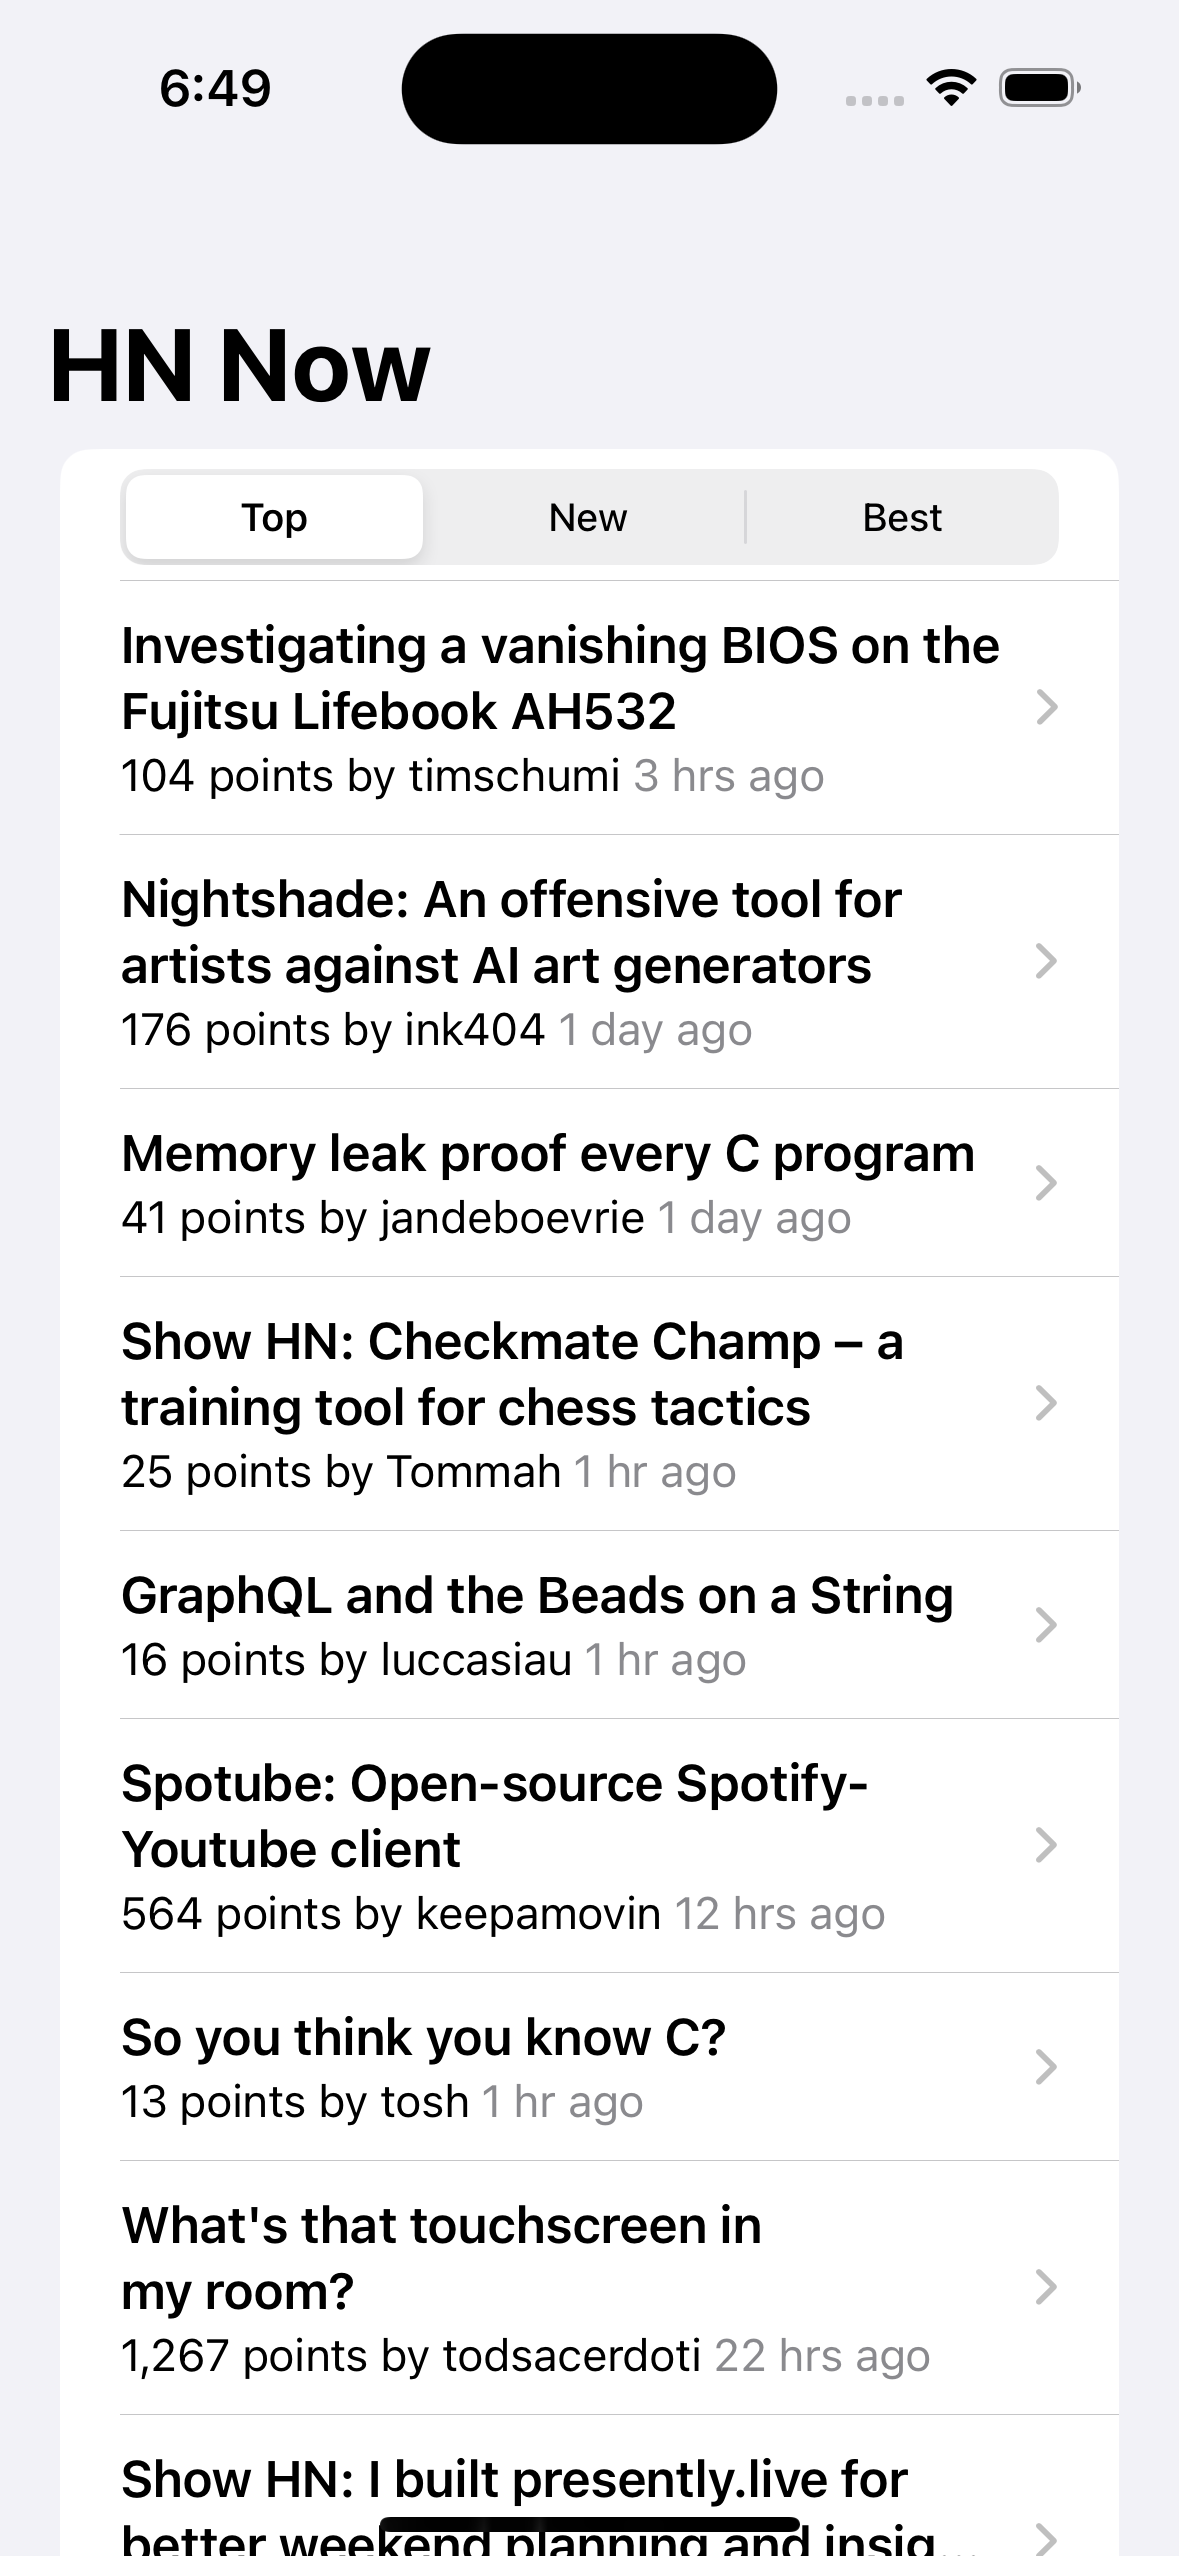 6:49
HN Now
Top New Best
Investigating a vanishing BIOS on the
Fujitsu Lifebook AH532
104 points by timschumi 3 hrs ago
Nightshade: An offensive tool for
artists against AI art generators
176 points by ink404 1 day ago
Memory leak proof every C program
41 points by jandeboevrie 1 day ago
Show HN: Checkmate Champ – a
training tool for chess tactics
25 points by Tommah 1 hr ago
GraphQL and the Beads on a String
16 points by luccasiau 1 hr ago
Spotube: Open-source Spotify-
Youtube client
564 points by keepamovin 12 hrs ago
So you think you know C?
13 points by tosh 1 hr ago
What's that touchscreen in
my room?
1,267 points by todsacerdoti 22 hrs ago
Show HN: I built presently.live for
better weekend planning and insig...